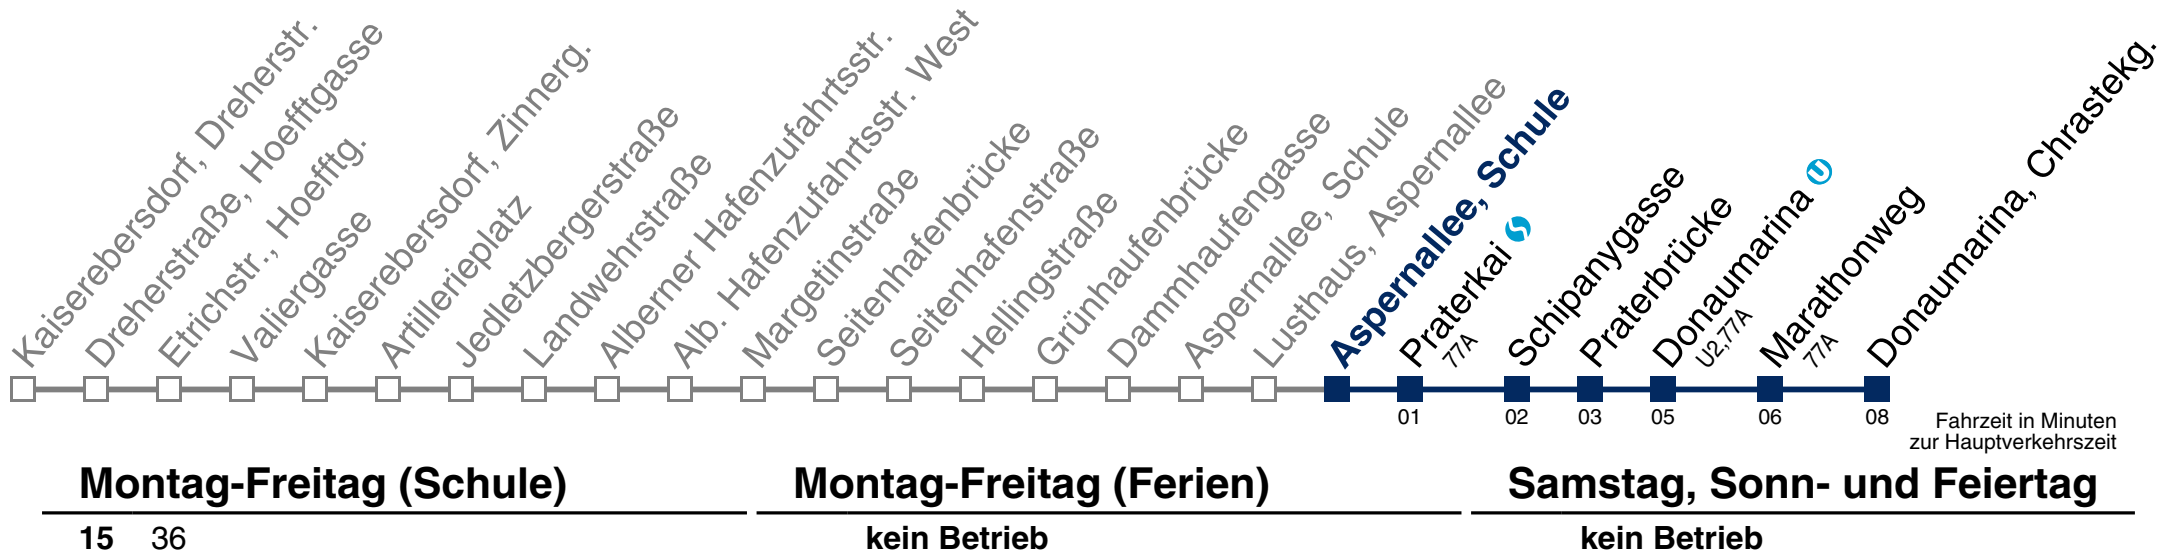 Kaiserebersdorf, Dreherstr.
Dreherstraße, Hoefftgasse
Etrichstr., Hoefftg.
Valiergasse
Kaiserebersdorf, Zinnerg.
Artillerieplatz
Jedletzbergerstraße
Landwehrstraße
Alberner Hafenzufahrtsstr.
Alb. Hafenzufahrtsstr. West
Margetinstraße
Seitenhafenbrücke
Seitenhafenstraße
Hellingstraße
Grünhaufenbrücke
Dammhaufengasse
Aspernallee, Schule
Lusthaus, Aspernallee
Aspernallee, Schule
Praterkai
77A
Schipanygasse
Praterbrücke
Donaumarina U
U2,77A
Marathonweg
77A
Donaumarina, Chrastekg.
01 02 03 05 06 08
Fahrzeit in Minuten
zur Hauptverkehrszeit
Montag-Freitag (Schule)
15 36
Montag-Freitag (Ferien)
kein Betrieb
Samstag, Sonn- und Feiertag
kein Betrieb